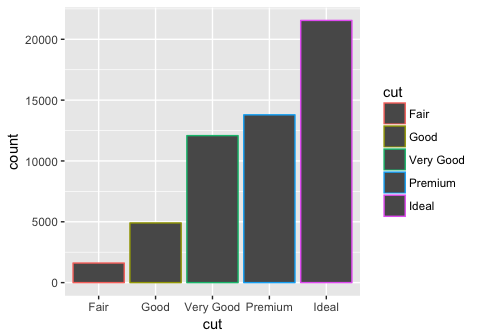 20000
15000
10000
5000
0
count
Fair
Good
Very Good
Premium
Ideal
cut
cut
Fair
Good
Very Good
Premium
Ideal